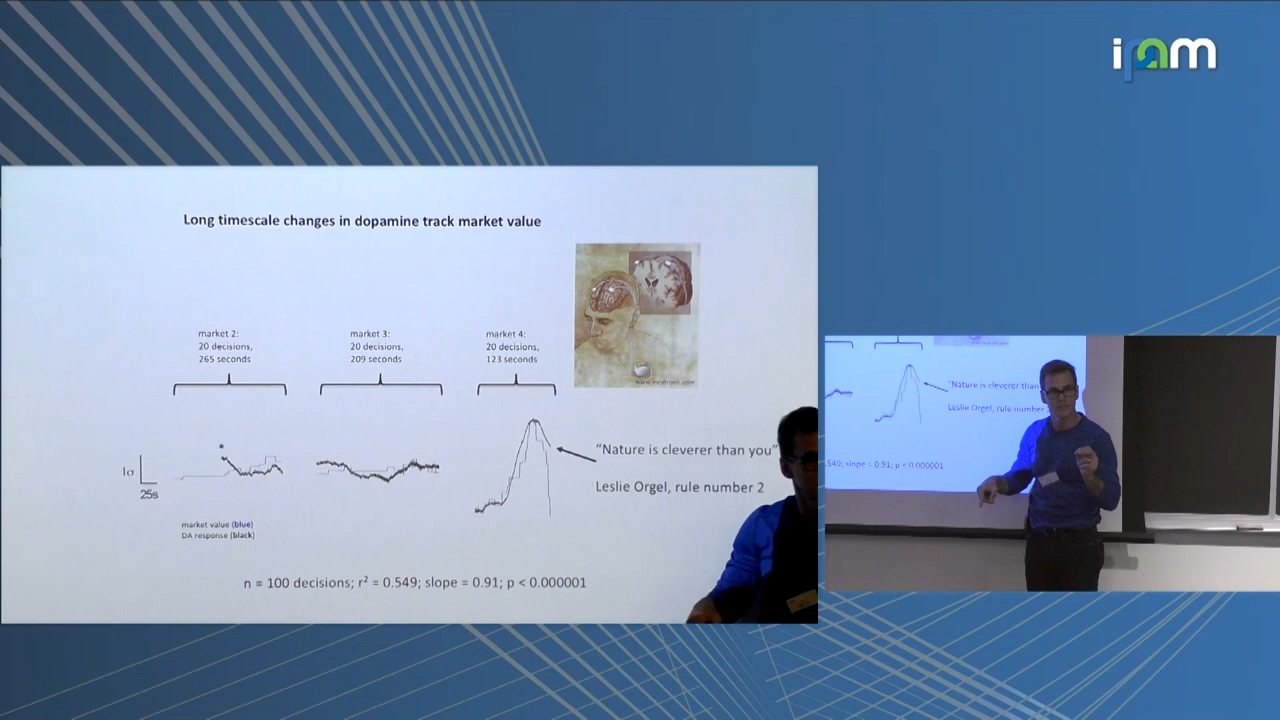 ipam
Long timescale changes in dopamine track market value
market 2:
20 decisions,
265 seconds
market 3:
20 decisions,
209 seconds
market 4:
20 decisions,
123 seconds
www.medtronic.com
*
1σ
25s
"Nature is cleverer than you"
Leslie Orgel, rule number 2
market value (blue)
DA response (black)
n = 100 decisions; r² = 0.549; slope = 0.91; p < 0.000001
"Nature is cleverer than
Leslie Orgel, rule number
.549; slope = 0.91; p < 0.000001